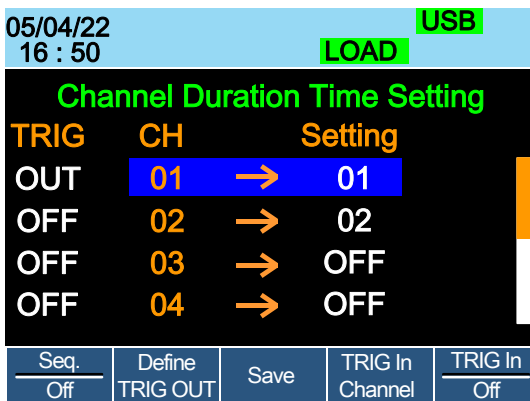 05/04/22 USB
16 : 50 LOAD
Channel Duration Time Setting
TRIG CH Setting
OUT 01 → 01
OFF 02 → 02
OFF 03 → OFF
OFF 04 → OFF
Seq. Define Save TRIG In TRIG In
Off TRIG OUT Channel Off